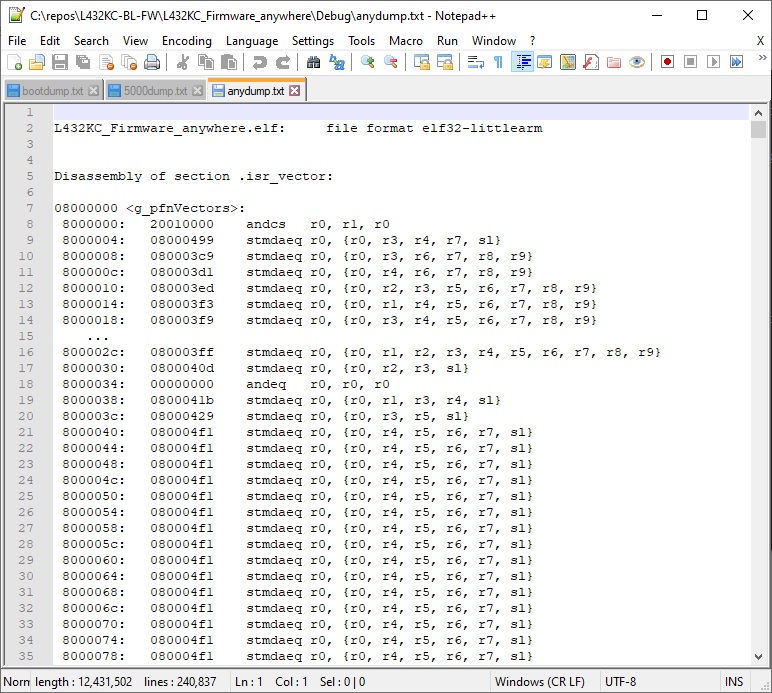 C:\repos\L432KC-BL-FW\L432KC_Firmware_anywhere\Debug\anydump.txt - Notepad++
File Edit Search View Encoding Language Settings Tools Macro Run Window ? X
bootdump.txt 5000dump.txt anydump.txt
1
2 L432KC_Firmware_anywhere.elf:     file format elf32-littlearm
3
4
5 Disassembly of section .isr_vector:
6
7 08000000 <g_pfnVectors>:
8  8000000:   20010000    andcs   r0, r1, r0
9  8000004:   08000499    stmdaeq r0, {r0, r3, r4, r7, sl}
10  8000008:   080003c9    stmdaeq r0, {r0, r3, r6, r7, r8, r9}
11  800000c:   080003d1    stmdaeq r0, {r0, r4, r6, r7, r8, r9}
12  8000010:   080003ed    stmdaeq r0, {r0, r2, r3, r5, r6, r7, r8, r9}
13  8000014:   080003f3    stmdaeq r0, {r0, r1, r4, r5, r6, r7, r8, r9}
14  8000018:   080003f9    stmdaeq r0, {r0, r3, r4, r5, r6, r7, r8, r9}
15     ...
16  800002c:   080003ff    stmdaeq r0, {r0, r1, r2, r3, r4, r5, r6, r7, r8, r9}
17  8000030:   0800040d    stmdaeq r0, {r0, r2, r3, sl}
18  8000034:   00000000    andeq   r0, r0, r0
19  8000038:   0800041b    stmdaeq r0, {r0, r1, r3, r4, sl}
20  800003c:   08000429    stmdaeq r0, {r0, r3, r5, sl}
21  8000040:   080004f1    stmdaeq r0, {r0, r4, r5, r6, r7, sl}
22  8000044:   080004f1    stmdaeq r0, {r0, r4, r5, r6, r7, sl}
23  8000048:   080004f1    stmdaeq r0, {r0, r4, r5, r6, r7, sl}
24  800004c:   080004f1    stmdaeq r0, {r0, r4, r5, r6, r7, sl}
25  8000050:   080004f1    stmdaeq r0, {r0, r4, r5, r6, r7, sl}
26  8000054:   080004f1    stmdaeq r0, {r0, r4, r5, r6, r7, sl}
27  8000058:   080004f1    stmdaeq r0, {r0, r4, r5, r6, r7, sl}
28  800005c:   080004f1    stmdaeq r0, {r0, r4, r5, r6, r7, sl}
29  8000060:   080004f1    stmdaeq r0, {r0, r4, r5, r6, r7, sl}
30  8000064:   080004f1    stmdaeq r0, {r0, r4, r5, r6, r7, sl}
31  8000068:   080004f1    stmdaeq r0, {r0, r4, r5, r6, r7, sl}
32  800006c:   080004f1    stmdaeq r0, {r0, r4, r5, r6, r7, sl}
33  8000070:   080004f1    stmdaeq r0, {r0, r4, r5, r6, r7, sl}
34  8000074:   080004f1    stmdaeq r0, {r0, r4, r5, r6, r7, sl}
35  8000078:   080004f1    stmdaeq r0, {r0, r4, r5, r6, r7, sl}
Norn length : 12,431,502 lines : 240,837 Ln : 1 Col : 1 Sel : 0 | 0 Windows (CR LF) UTF-8 INS